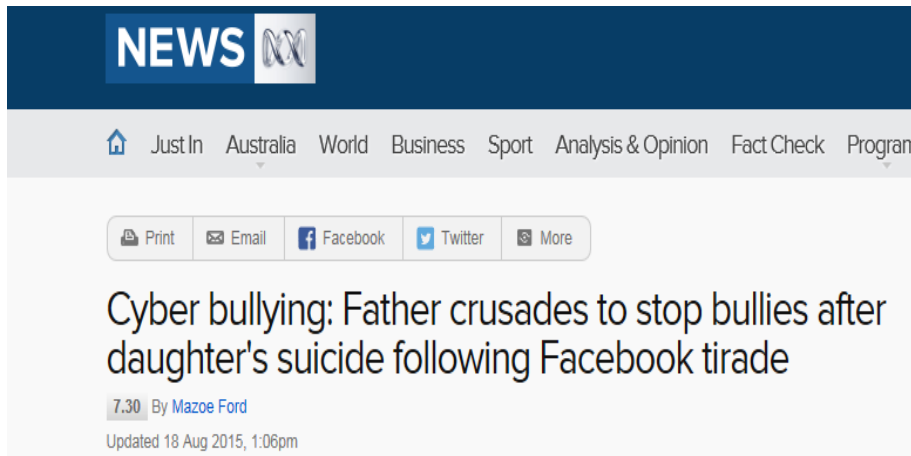 NEWS
Just In Australia World Business Sport Analysis & Opinion Fact Check Program
Print Email Facebook Twitter More
Cyber bullying: Father crusades to stop bullies after
daughter's suicide following Facebook tirade
7.30 By Mazoe Ford
Updated 18 Aug 2015, 1:06pm